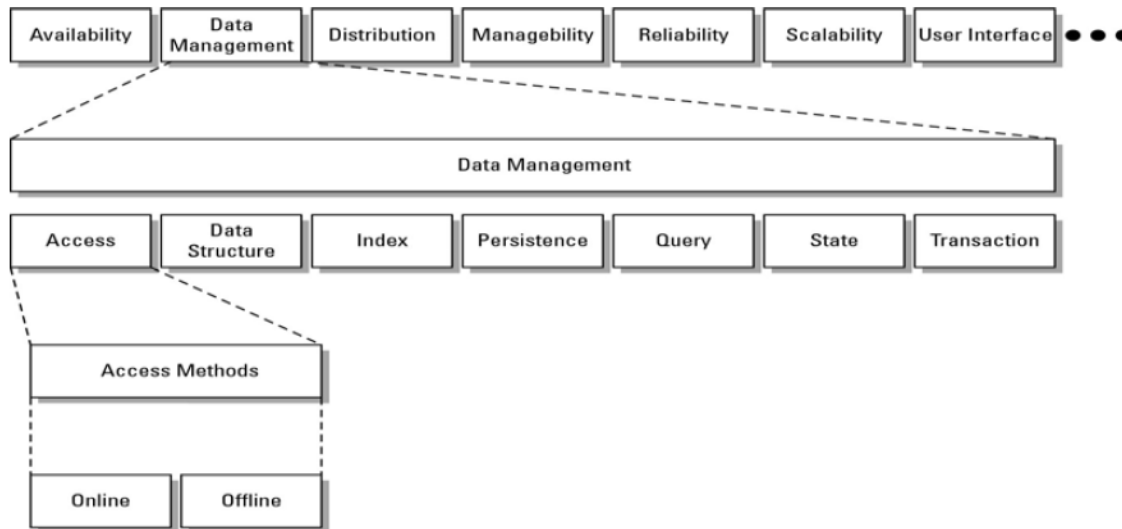 Availability
Data
Management
Distribution
Managebility
Reliability
Scalability
User Interface
Data Management
Access
Data
Structure
Index
Persistence
Query
State
Transaction
Access Methods
Online
Offline